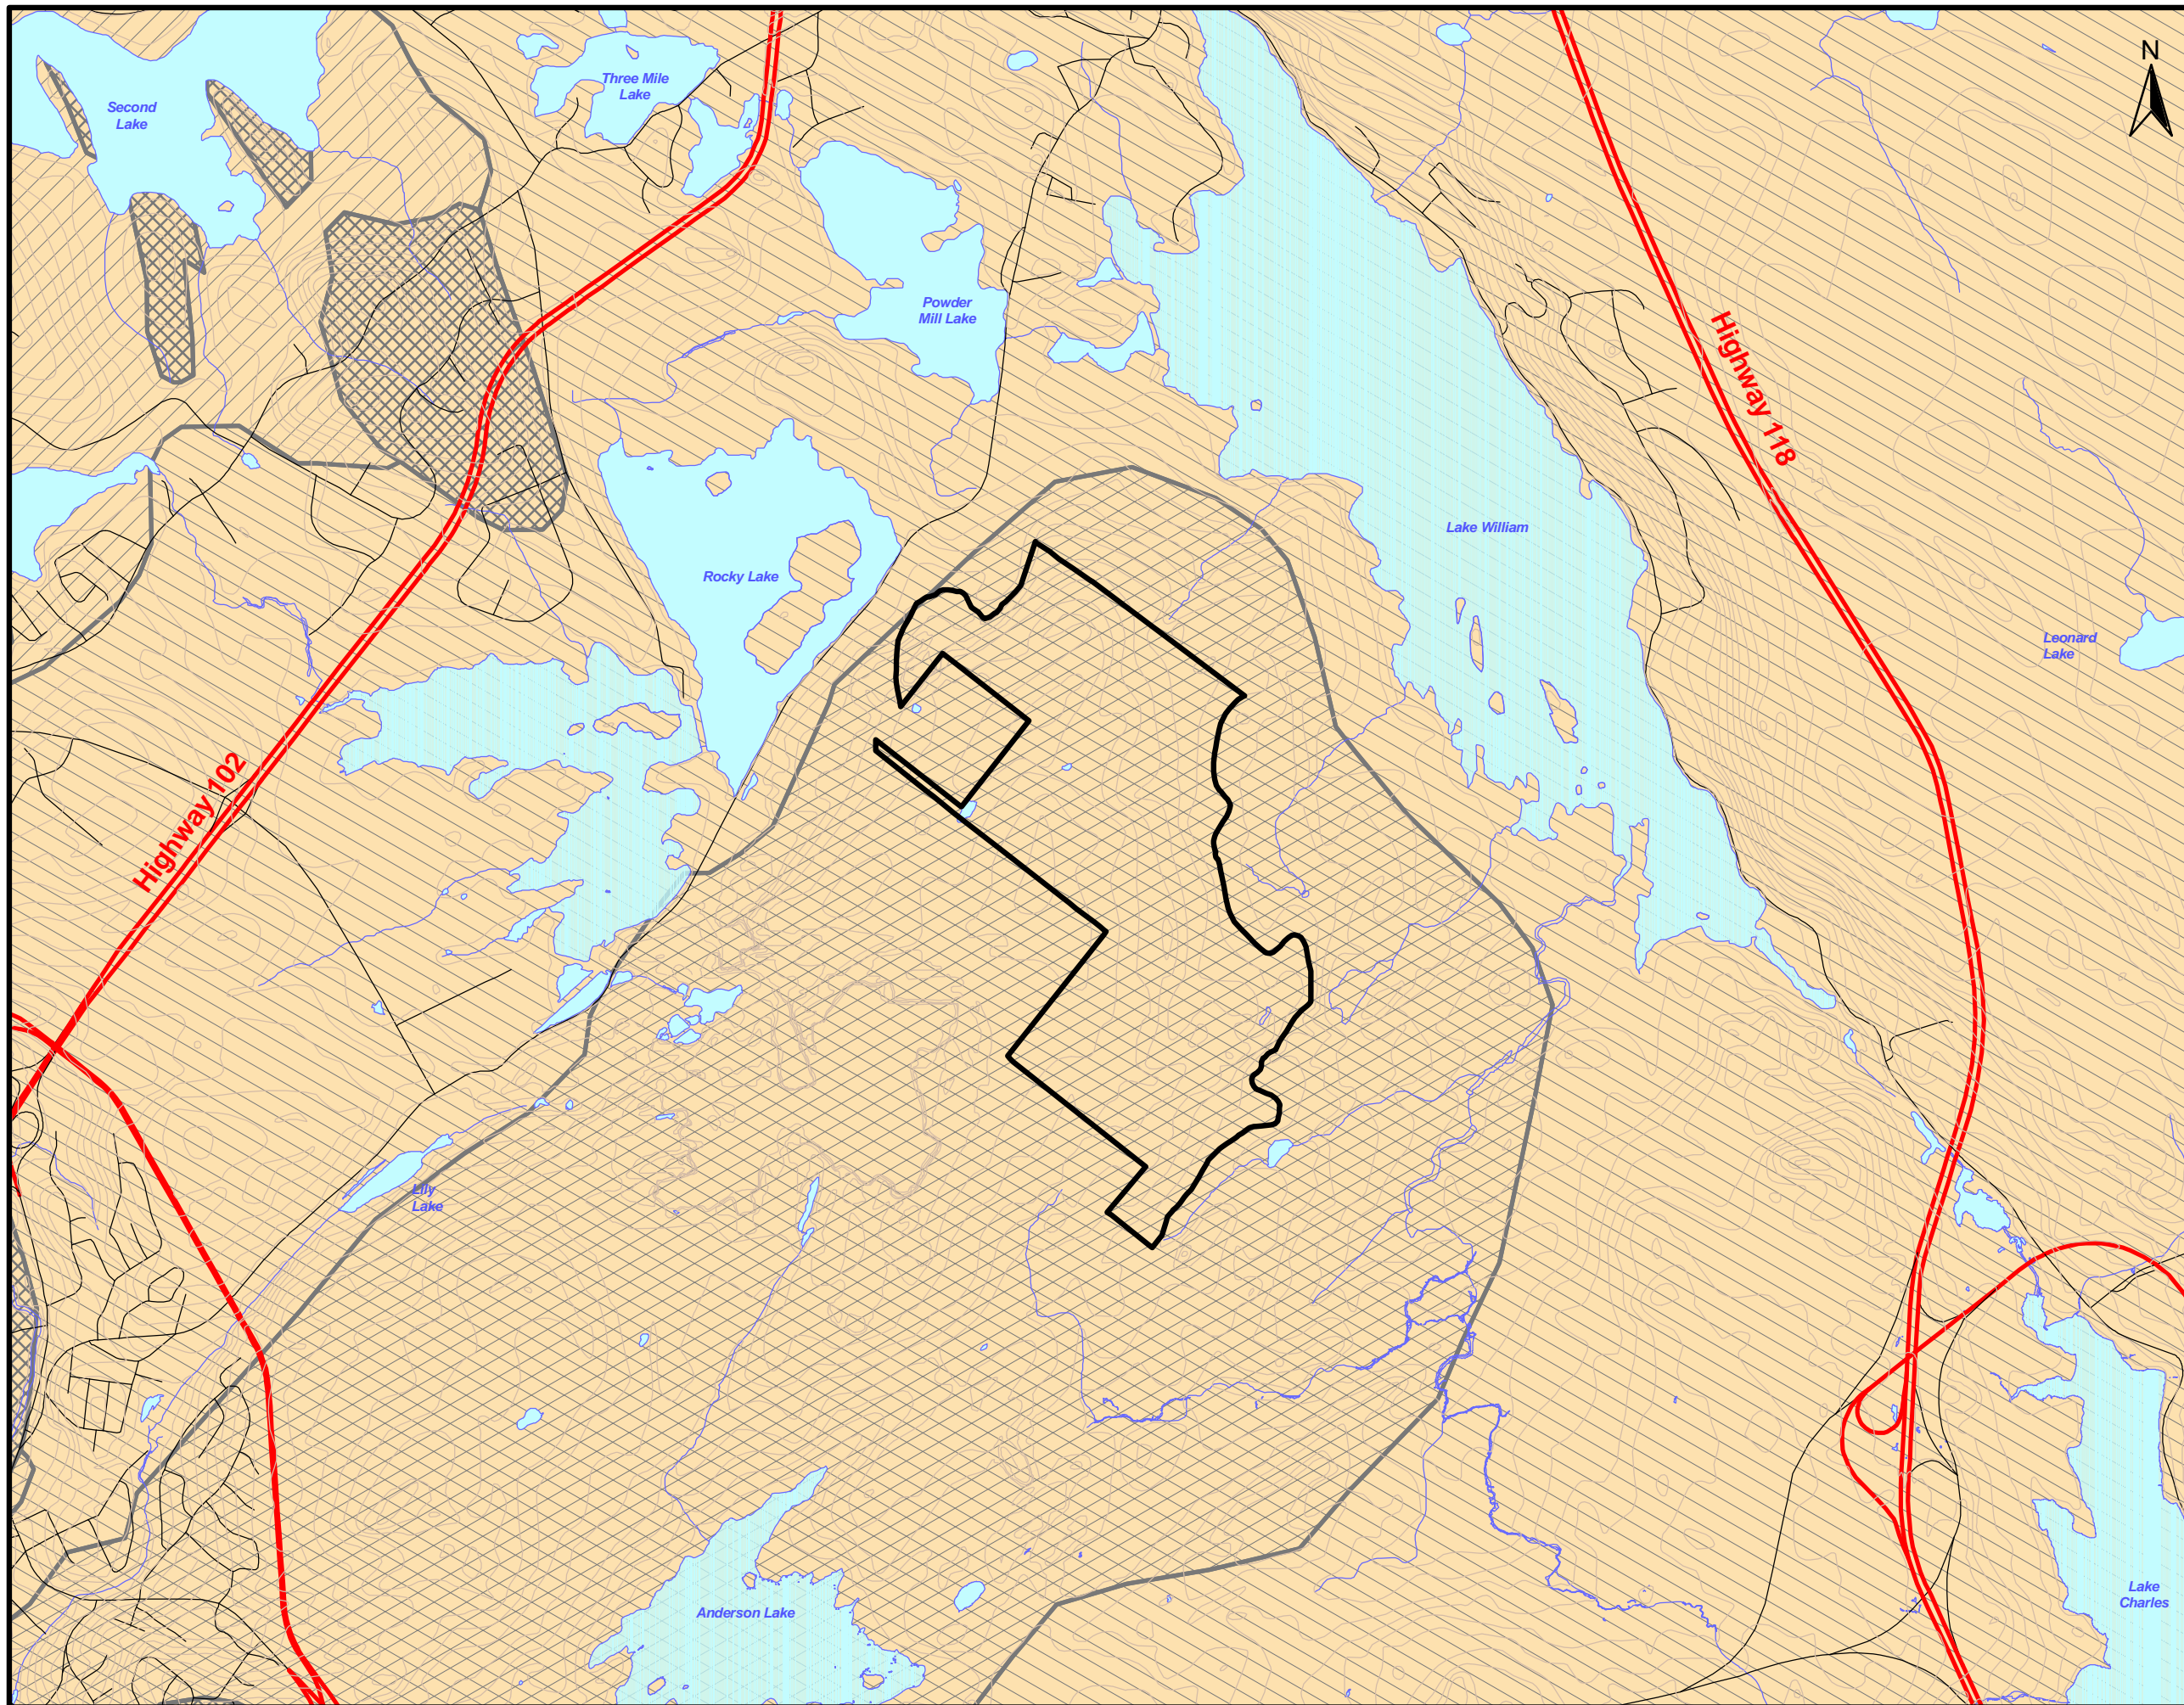 N
Second
Lake
Three Mile
Lake
Powder
Mill Lake
Highway 118
Lake William
Rocky Lake
Leonard
Lake
Highway 102
Lily
Lake
Anderson Lake
Lake
Charles